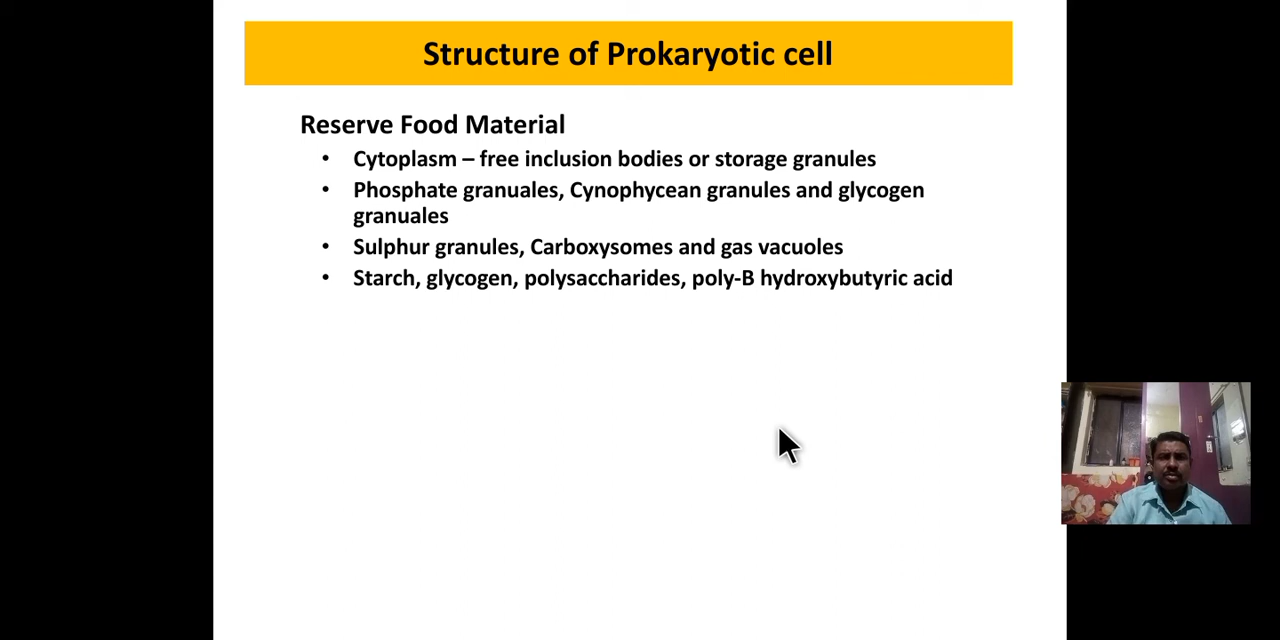 Structure of Prokaryotic cell
Reserve Food Material
• Cytoplasm – free inclusion bodies or storage granules
• Phosphate granuales, Cynophycean granules and glycogen
granuales
• Sulphur granules, Carboxysomes and gas vacuoles
• Starch, glycogen, polysaccharides, poly-B hydroxybutyric acid